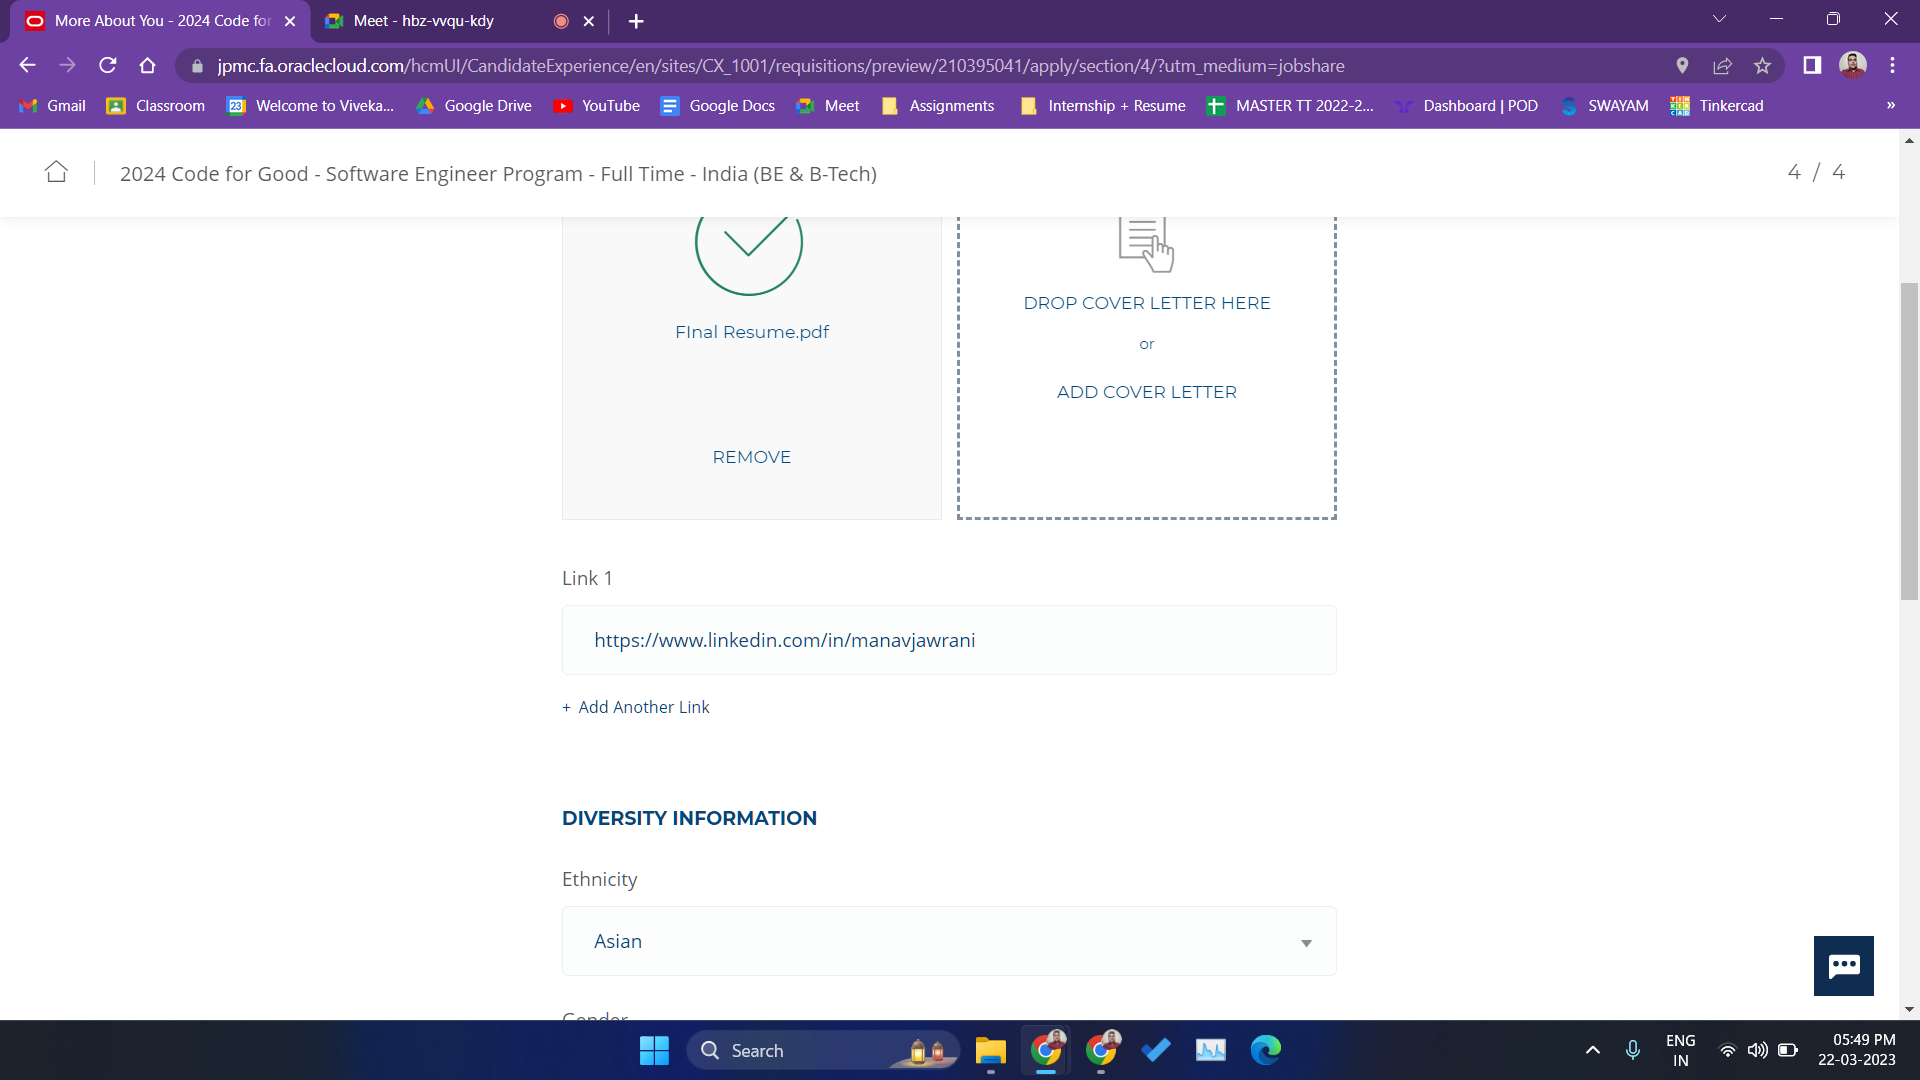 More About You - 2024 Code for
Meet - hbz-vvqu-kdy
jpmc.fa.oraclecloud.com/hcmUI/CandidateExperience/en/sites/CX_1001/requisitions/preview/210395041/apply/section/4/?utm_medium=jobshare
Gmail
Classroom
23
Welcome to Viveka...
Google Drive
YouTube
Google Docs
Meet
Assignments
Internship + Resume
MASTER TT 2022-2...
Dashboard | POD
SWAYAM
Tinkercad
»
2024 Code for Good - Software Engineer Program - Full Time - India (BE & B-Tech)
4 / 4
FInal Resume.pdf
REMOVE
DROP COVER LETTER HERE
or
ADD COVER LETTER
Link 1
https://www.linkedin.com/in/manavjawrani
+ Add Another Link
DIVERSITY INFORMATION
Ethnicity
Asian
Gender
Search
ENG
IN
05:49 PM
22-03-2023